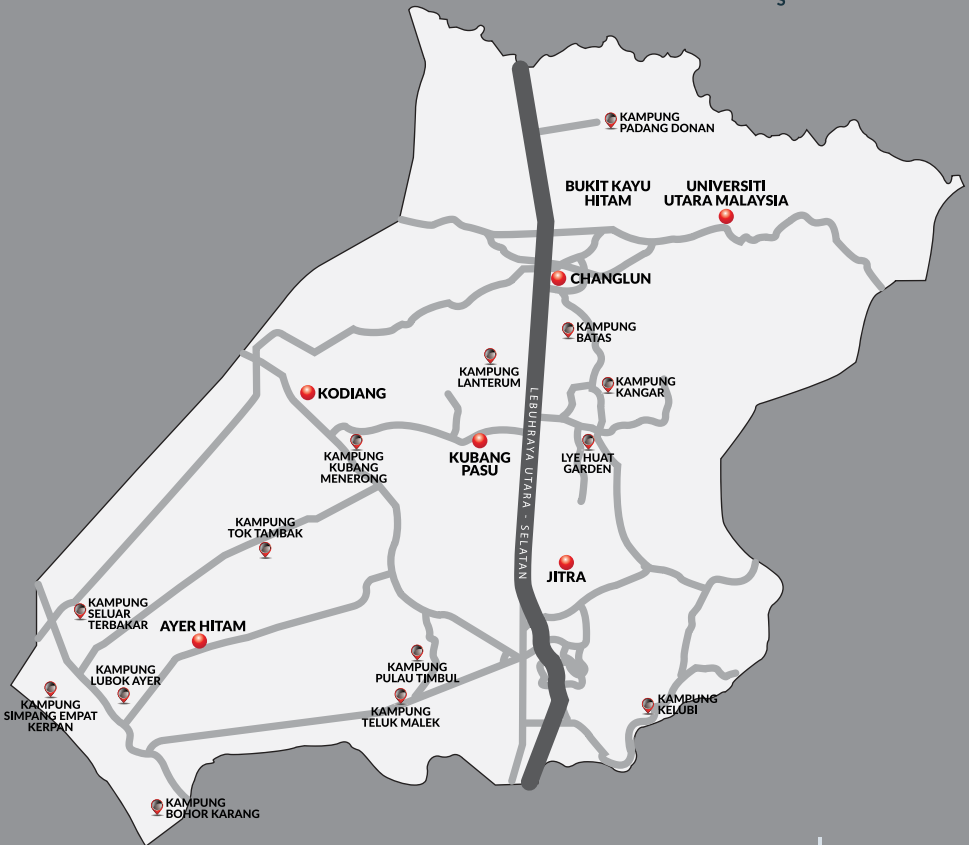 KAMPUNG
PADANG DONAN
BUKIT KAYU
HITAM
UNIVERSITI
UTARA MALAYSIA
CHANGLUN
KAMPUNG
BATAS
KAMPUNG
LANTERUM
KAMPUNG
KANGAR
KODIANG
LEBUHRAYA UTARA - SELATAN
KAMPUNG
KUBANG
MENERONG
KUBANG
PASU
LYE HUAT
GARDEN
KAMPUNG
TOK TAMBAK
JITRA
KAMPUNG
SELUAR
TERBAKAR
AYER HITAM
KAMPUNG
LUBOK AYER
KAMPUNG
PULAU TIMBUL
KAMPUNG
SIMPANG EMPAT
KERPAN
KAMPUNG
TELUK MALEK
KAMPUNG
KELUBI
KAMPUNG
BOHOR KARANG